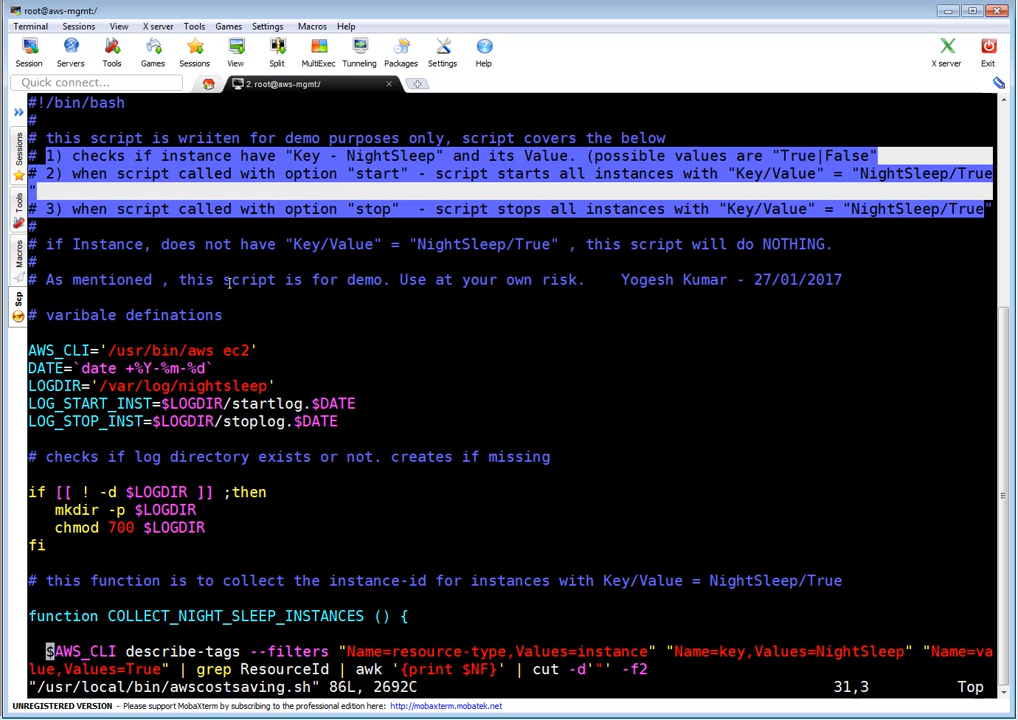 root@aws-mgmt:/
Terminal Sessions View X server Tools Games Settings Macros Help
Session Servers Tools Games Sessions View Split MultiExec Tunneling Packages Settings Help X server Exit
Quick connect...
2. root@aws-mgmt:/
Sessions
Tools
Macros
Scp
#!/bin/bash
#
# this script is wriiten for demo purposes only, script covers the below
# 1) checks if instance have "Key - NightSleep" and its Value. (possible values are "True|False"
# 2) when script called with option "start" - script starts all instances with "Key/Value" = "NightSleep/True
"
# 3) when script called with option "stop"  - script stops all instances with "Key/Value" = "NightSleep/True"
#
# if Instance, does not have "Key/Value" = "NightSleep/True" , this script will do NOTHING.
#
# As mentioned , this script is for demo. Use at your own risk.    Yogesh Kumar - 27/01/2017
# varibale definations
AWS_CLI='/usr/bin/aws ec2'
DATE=`date +%Y-%m-%d`
LOGDIR='/var/log/nightsleep'
LOG_START_INST=$LOGDIR/startlog.$DATE
LOG_STOP_INST=$LOGDIR/stoplog.$DATE
# checks if log directory exists or not. creates if missing
if [[ ! -d $LOGDIR ]] ;then
   mkdir -p $LOGDIR
   chmod 700 $LOGDIR
fi
# this function is to collect the instance-id for instances with Key/Value = NightSleep/True
function COLLECT_NIGHT_SLEEP_INSTANCES () {
  $AWS_CLI describe-tags --filters "Name=resource-type,Values=instance" "Name=key,Values=NightSleep" "Name=va
lue,Values=True" | grep ResourceId | awk '{print $NF}' | cut -d'"' -f2
"/usr/local/bin/awscostsaving.sh" 86L, 2692C 31,3 Top
UNREGISTERED VERSION - Please support MobaXterm by subscribing to the professional edition here: http://mobaxterm.mobatek.net